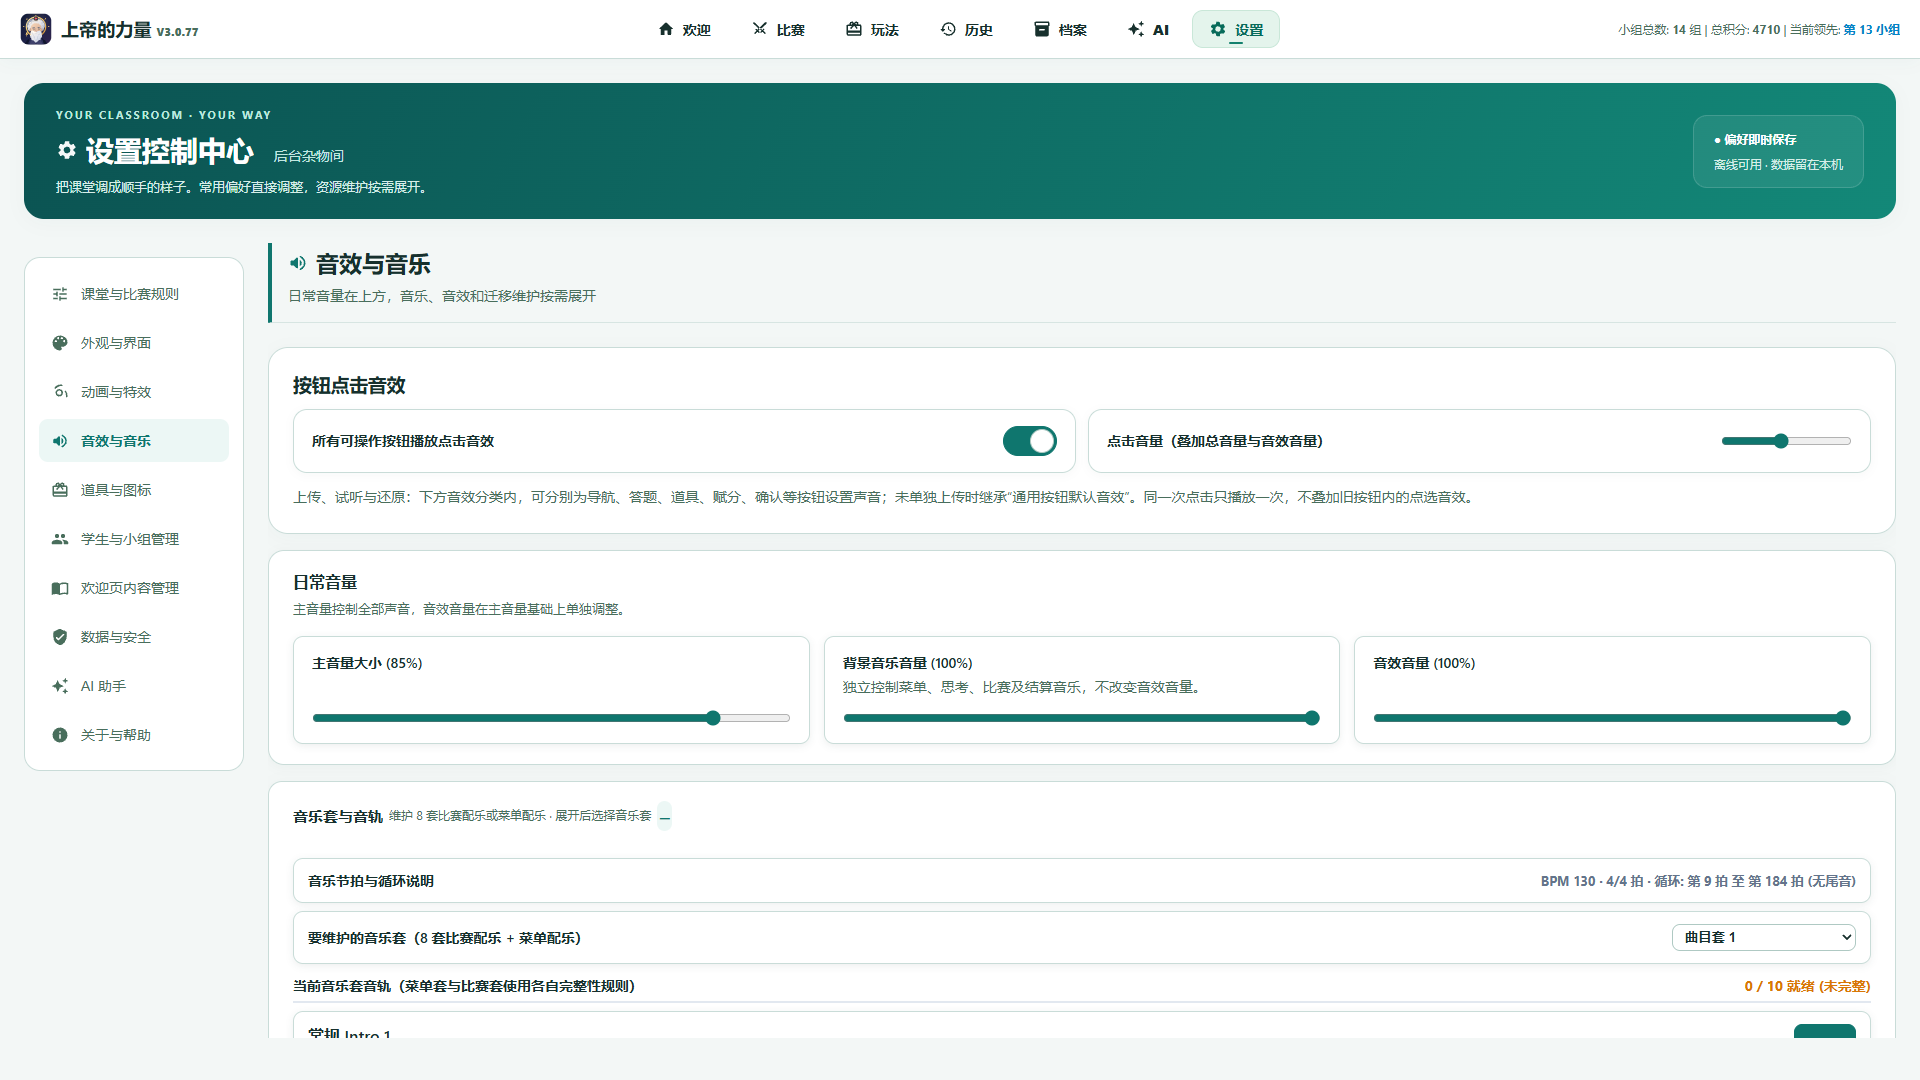 上帝的力量 V3.0.77
欢迎
比赛
玩法
历史
档案
AI
设置
小组总数: 14 组 | 总积分: 4710 | 当前领先: 第 13 小组
YOUR CLASSROOM · YOUR WAY
设置控制中心 后台杂物间
把课堂调成顺手的样子。常用偏好直接调整，资源维护按需展开。
● 偏好即时保存
离线可用 · 数据留在本机
课堂与比赛规则
外观与界面
动画与特效
音效与音乐
道具与图标
学生与小组管理
欢迎页内容管理
数据与安全
AI 助手
关于与帮助
音效与音乐
日常音量在上方，音乐、音效和迁移维护按需展开
按钮点击音效
所有可操作按钮播放点击音效
点击音量（叠加总音量与音效音量）
上传、试听与还原：下方音效分类内，可分别为导航、答题、道具、赋分、确认等按钮设置声音；未单独上传时继承“通用按钮默认音效”。同一次点击只播放一次，不叠加旧按钮内的点选音效。
日常音量
主音量控制全部声音，音效音量在主音量基础上单独调整。
主音量大小 (85%)
背景音乐音量 (100%)
独立控制菜单、思考、比赛及结算音乐，不改变音效音量。
音效音量 (100%)
音乐套与音轨 维护 8 套比赛配乐或菜单配乐 · 展开后选择音乐套 —
音乐节拍与循环说明
BPM 130 · 4/4 拍 · 循环: 第 9 拍 至 第 184 拍 (无尾音)
要维护的音乐套（8 套比赛配乐 + 菜单配乐）
曲目套 1
当前音乐套音轨（菜单套与比赛套使用各自完整性规则）
0 / 10 就绪 (未完整)
常规 Intro 1